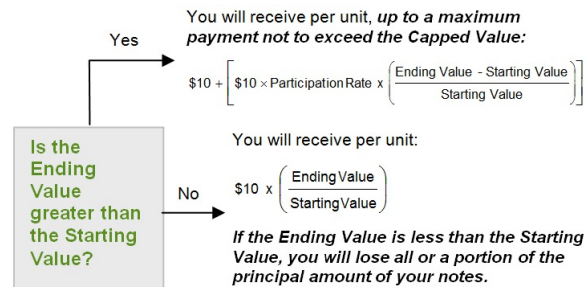 You will receive per unit, up to a maximum
payment not to exceed the Capped Value:
Yes
$10 + [ $10 × Participation Rate x ( Ending Value - Starting Value / Starting Value ) ]
Is the
Ending
Value
greater than
the Starting
Value?
No
You will receive per unit:
$10 x ( Ending Value / Starting Value )
If the Ending Value is less than the Starting
Value, you will lose all or a portion of the
principal amount of your notes.